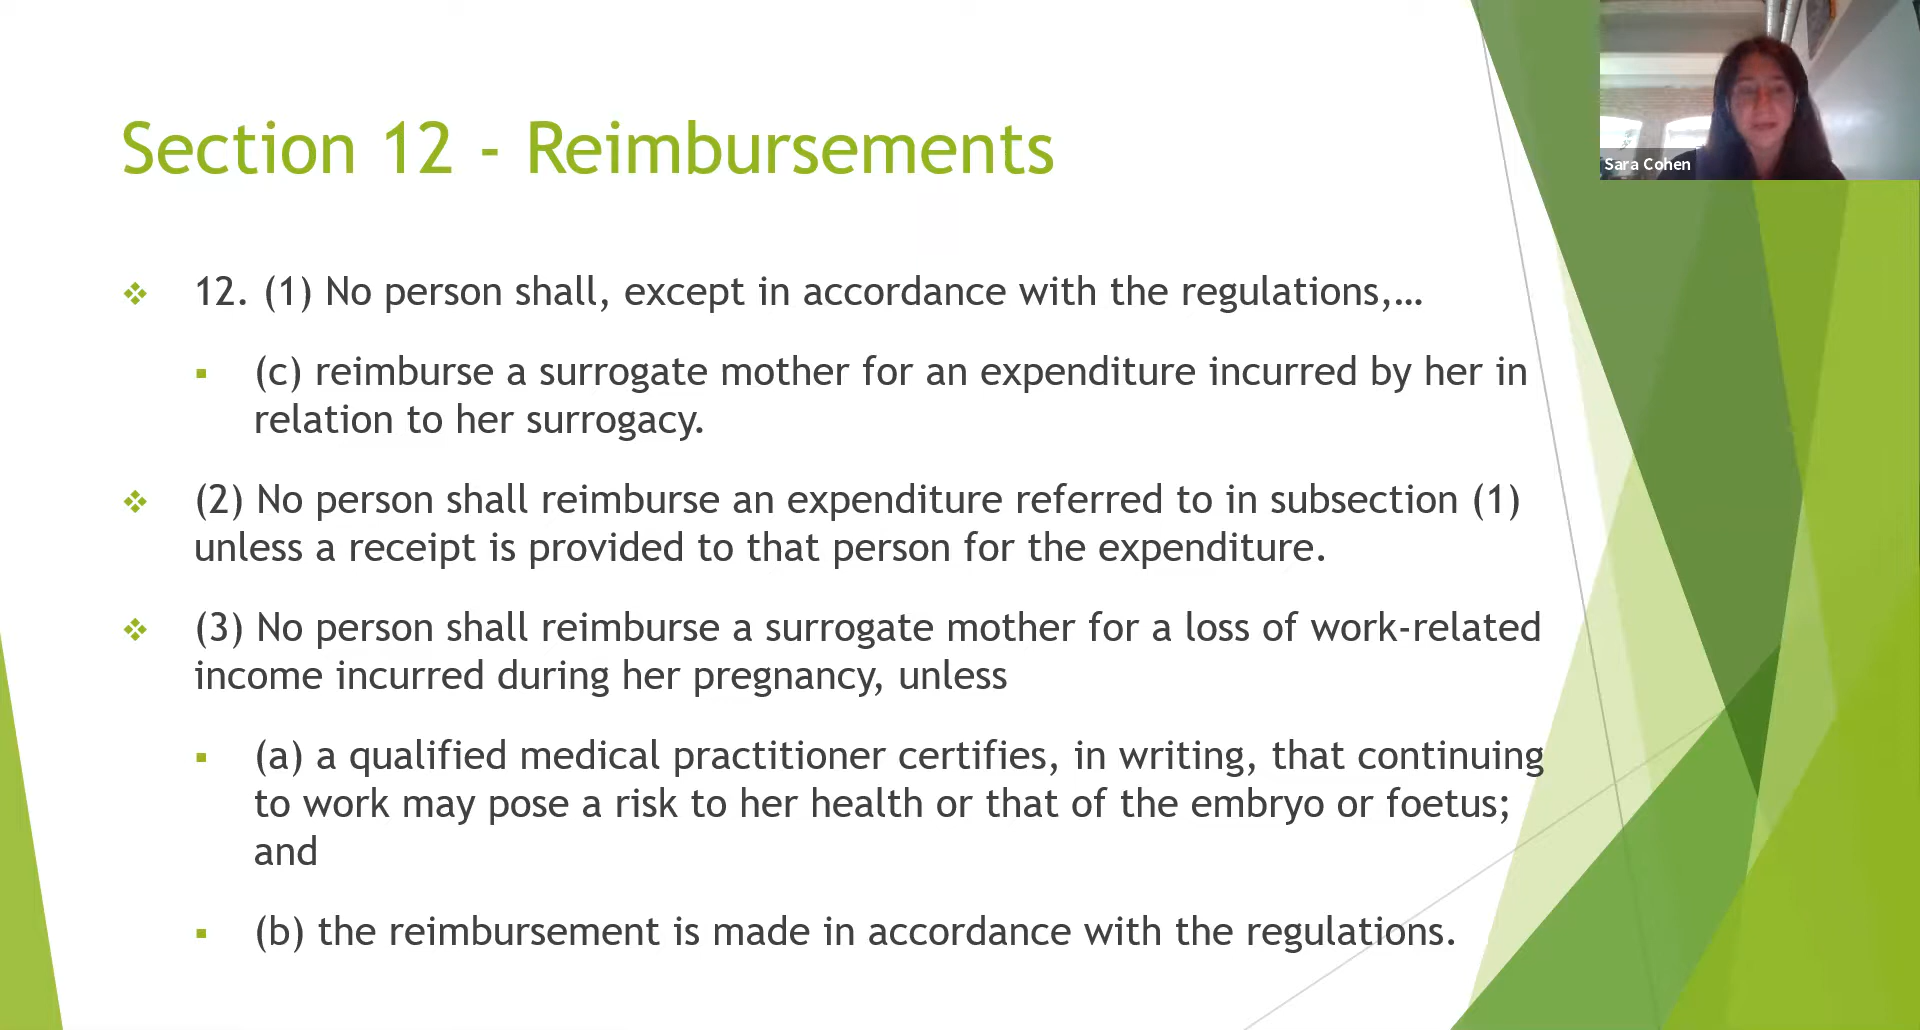 Section 12 - Reimbursements
Sara Cohen
12. (1) No person shall, except in accordance with the regulations,…
(c) reimburse a surrogate mother for an expenditure incurred by her in
relation to her surrogacy.
(2) No person shall reimburse an expenditure referred to in subsection (1)
unless a receipt is provided to that person for the expenditure.
(3) No person shall reimburse a surrogate mother for a loss of work-related
income incurred during her pregnancy, unless
(a) a qualified medical practitioner certifies, in writing, that continuing
to work may pose a risk to her health or that of the embryo or foetus;
and
(b) the reimbursement is made in accordance with the regulations.